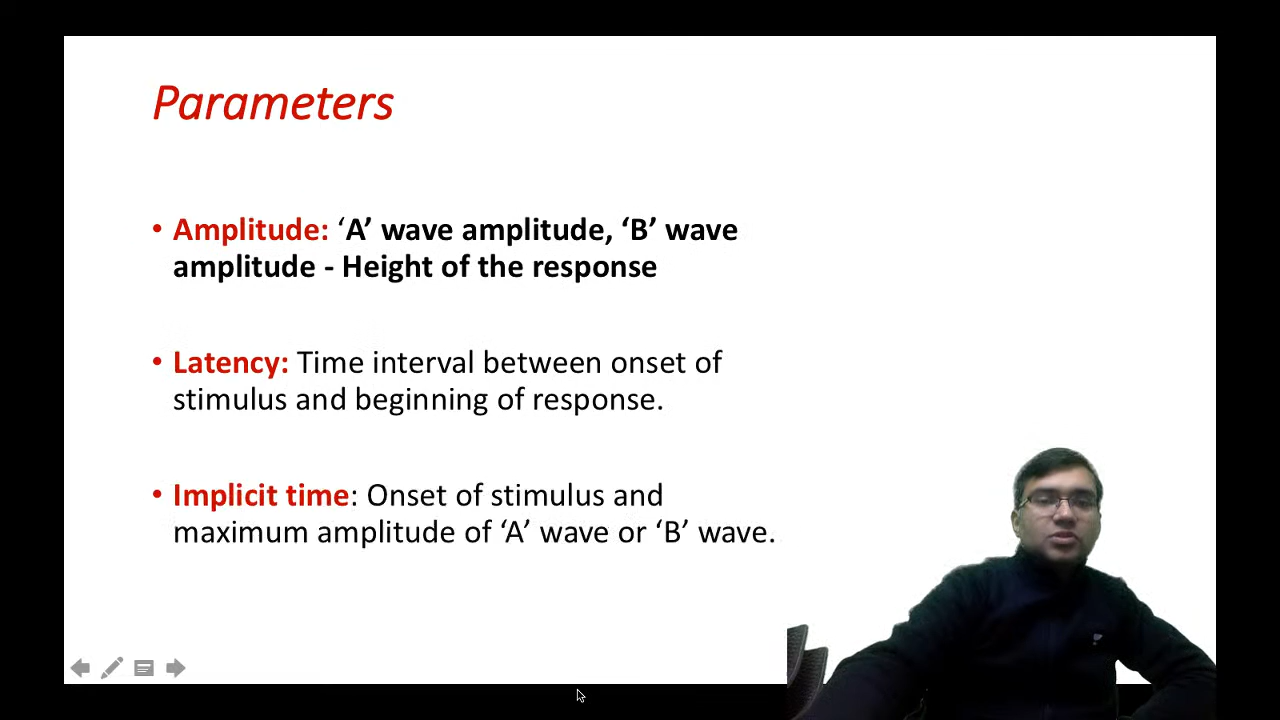 Parameters
• Amplitude: ‘A’ wave amplitude, ‘B’ wave
amplitude - Height of the response
• Latency: Time interval between onset of
stimulus and beginning of response.
• Implicit time: Onset of stimulus and
maximum amplitude of ‘A’ wave or ‘B’ wave.